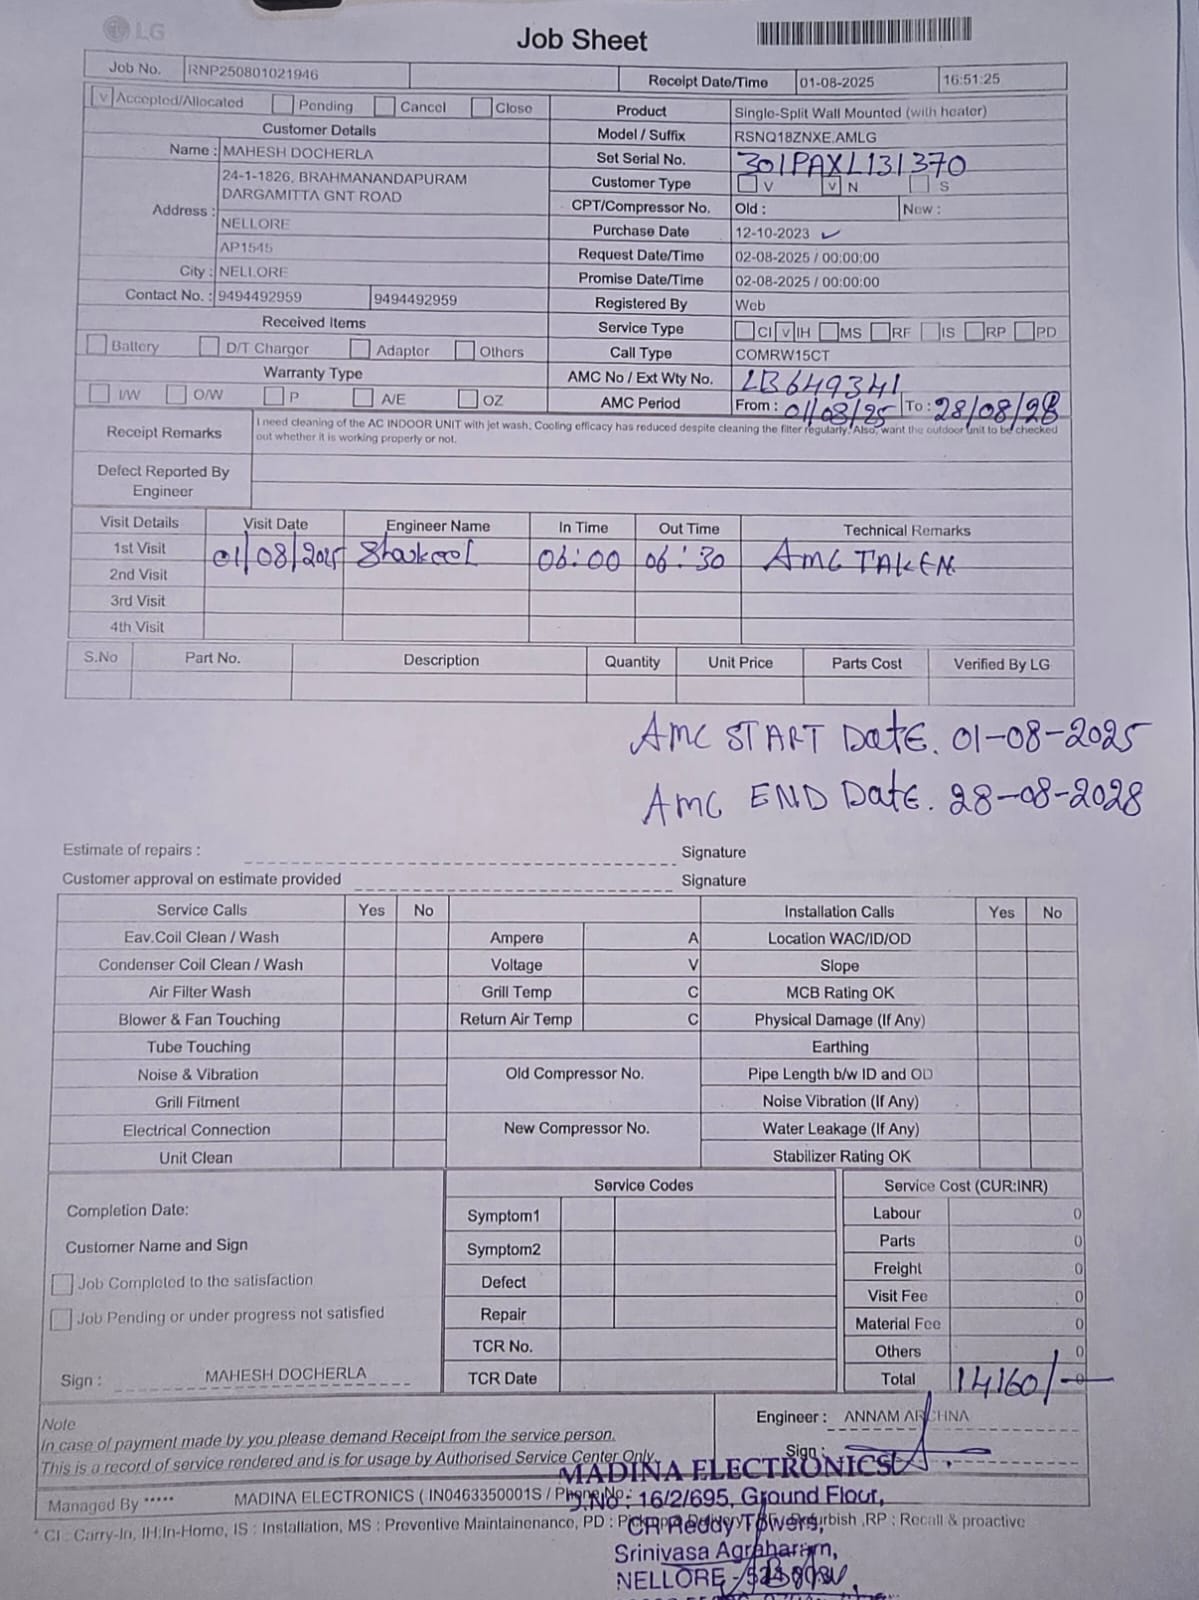 LG
Job Sheet
Job No. RNP250801021946 Receipt Date/Time 01-08-2025 16:51:25
v Accepted/Allocated Pending Cancel Close
Customer Details
Name : MAHESH DOCHERLA
Address : 24-1-1826, BRAHMANANDAPURAM
DARGAMITTA GNT ROAD
NELLORE
AP1545
City : NELLORE
Contact No. : 9494492959 9494492959
Received Items
Battery D/T Charger Adapter Others
Warranty Type
I/W O/W P A/E OZ
Product Single-Split Wall Mounted (with heater)
Model / Suffix RSNQ18ZNXE.AMLG
Set Serial No. 301PAXL131370
Customer Type V v N S
CPT/Compressor No. Old : New :
Purchase Date 12-10-2023
Request Date/Time 02-08-2025 / 00:00:00
Promise Date/Time 02-08-2025 / 00:00:00
Registered By Web
Service Type CI v IH MS RF IS RP PD
Call Type COMRW15CT
AMC No / Ext Wty No. LB649341
AMC Period From : 01/08/25 To : 28/08/28
Receipt Remarks I need cleaning of the AC INDOOR UNIT with jet wash. Cooling efficacy has reduced despite cleaning the filter regularly. Also, want the outdoor unit to be checked
out whether it is working properly or not.
Defect Reported By
Engineer
Visit Details Visit Date Engineer Name In Time Out Time Technical Remarks
1st Visit 01/08/2025 Shakeel 06:00 06:30 AMC TAKEN
2nd Visit
3rd Visit
4th Visit
S.No Part No. Description Quantity Unit Price Parts Cost Verified By LG
AMC START DatE. 01-08-2025
AMC END DatE. 28-08-2028
Estimate of repairs : Signature
Customer approval on estimate provided Signature
Service Calls Yes No Installation Calls Yes No
Eav.Coil Clean / Wash Ampere A Location WAC/ID/OD
Condenser Coil Clean / Wash Voltage V Slope
Air Filter Wash Grill Temp C MCB Rating OK
Blower & Fan Touching Return Air Temp C Physical Damage (If Any)
Tube Touching Earthing
Noise & Vibration Old Compressor No. Pipe Length b/w ID and OD
Grill Fitment Noise Vibration (If Any)
Electrical Connection New Compressor No. Water Leakage (If Any)
Unit Clean Stabilizer Rating OK
Completion Date:
Customer Name and Sign
Job Completed to the satisfaction
Job Pending or under progress not satisfied
Sign : MAHESH DOCHERLA
Service Codes
Symptom1
Symptom2
Defect
Repair
TCR No.
TCR Date
Service Cost (CUR:INR)
Labour 0
Parts 0
Freight 0
Visit Fee 0
Material Fee 0
Others 0
Total 14160/- 0
Note
In case of payment made by you please demand Receipt from the service person.
This is a record of service rendered and is for usage by Authorised Service Center Only.
Engineer : ANNAM ARCHNA
Sign :
Managed By ***** MADINA ELECTRONICS ( IN0463350001S / Phone No :
* CI : Carry-In, IH:In-Home, IS : Installation, MS : Preventive Maintainenance, PD : ,RP : Recall & proactive
MADINA ELECTRONICS
D.No : 16/2/695, Ground Flour,
CR Reddy Towers,
Srinivasa Agraharam,
NELLORE -